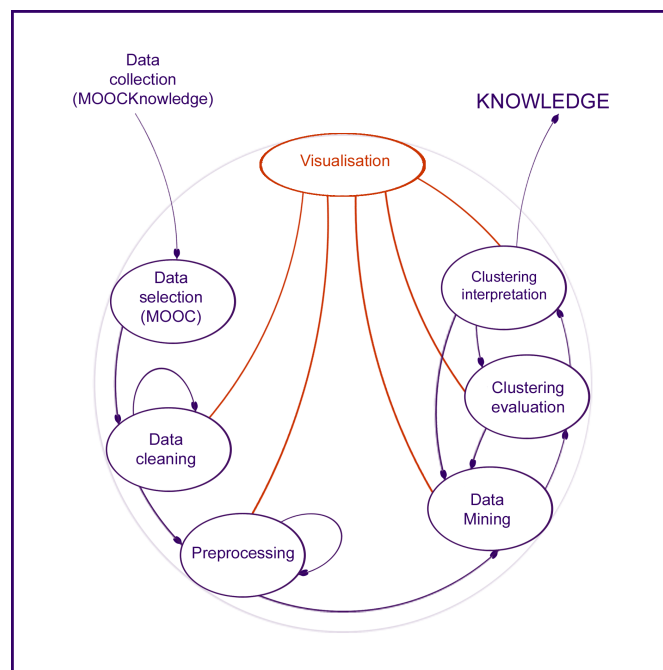 Data
collection
(MOOCKnowledge)
KNOWLEDGE
Visualisation
Data
selection
(MOOC)
Clustering
interpretation
Clustering
evaluation
Data
cleaning
Data
Mining
Preprocessing